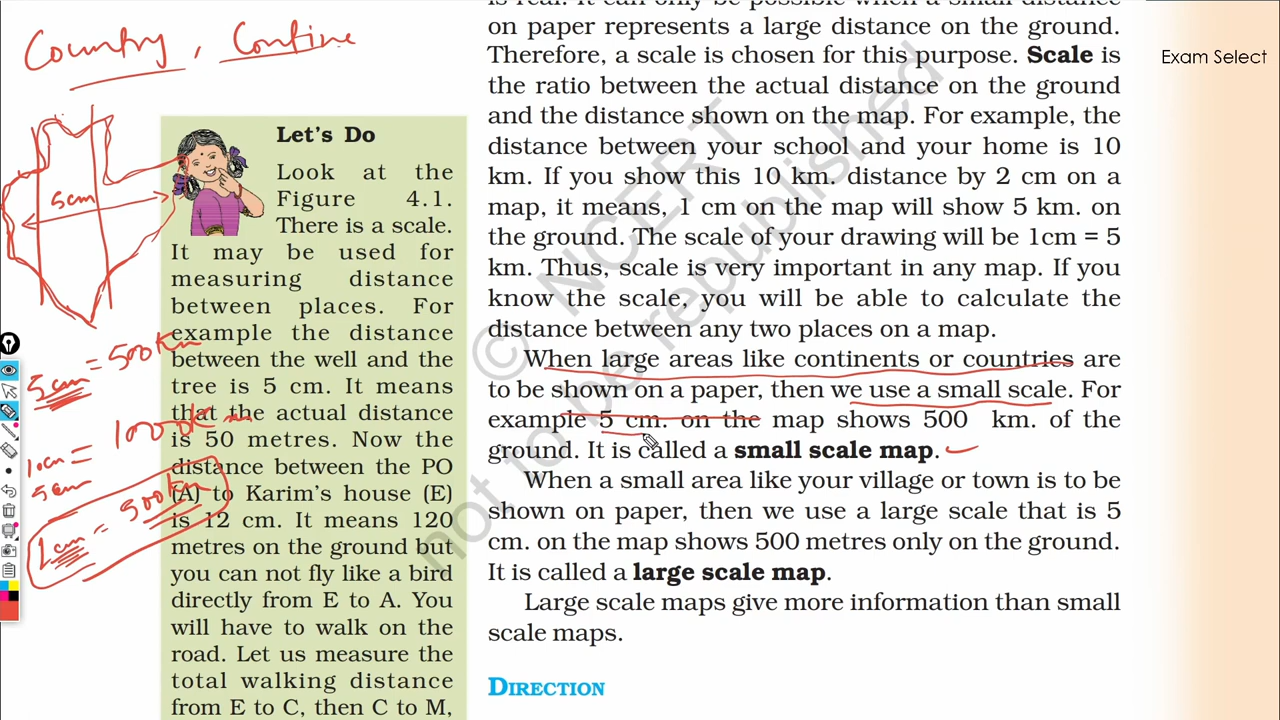 Country, Contine
5cm
5cm = 500 Km
10cm =
5cm
1cm = 500 Km
Let's Do
Look at the
Figure 4.1.
There is a scale.
It may be used for
measuring distance
between places. For
example the distance
between the well and the
tree is 5 cm. It means
that the actual distance
is 50 metres. Now the
distance between the PO
(A) to Karim's house (E)
is 12 cm. It means 120
metres on the ground but
you can not fly like a bird
directly from E to A. You
will have to walk on the
road. Let us measure the
total walking distance
from E to C, then C to M,
is real. It can only be possible when a small distance
on paper represents a large distance on the ground.
Therefore, a scale is chosen for this purpose. Scale is
the ratio between the actual distance on the ground
and the distance shown on the map. For example, the
distance between your school and your home is 10
km. If you show this 10 km. distance by 2 cm on a
map, it means, 1 cm on the map will show 5 km. on
the ground. The scale of your drawing will be 1cm = 5
km. Thus, scale is very important in any map. If you
know the scale, you will be able to calculate the
distance between any two places on a map.
When large areas like continents or countries are
to be shown on a paper, then we use a small scale. For
example 5 cm. on the map shows 500 km. of the
ground. It is called a small scale map.
When a small area like your village or town is to be
shown on paper, then we use a large scale that is 5
cm. on the map shows 500 metres only on the ground.
It is called a large scale map.
Large scale maps give more information than small
scale maps.
DIRECTION
© NCERT
not to be republished
Exam Select